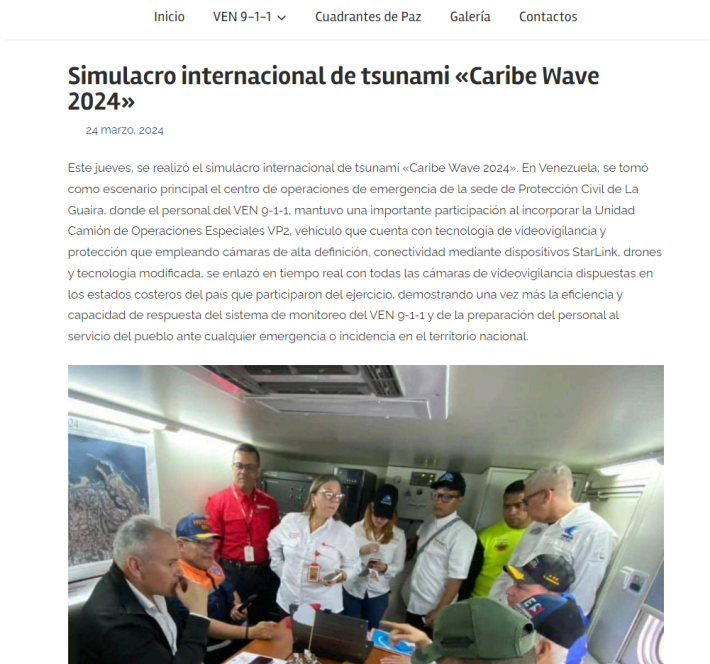 Inicio VEN 9-1-1 Cuadrantes de Paz Galería Contactos
Simulacro internacional de tsunami «Caribe Wave
2024»
24 marzo, 2024
Este jueves, se realizó el simulacro internacional de tsunami «Caribe Wave 2024». En Venezuela, se tomó
como escenario principal el centro de operaciones de emergencia de la sede de Protección Civil de La
Guaira, donde el personal del VEN 9-1-1, mantuvo una importante participación al incorporar la Unidad
Camión de Operaciones Especiales VP2, vehículo que cuenta con tecnología de videovigilancia y
protección que empleando cámaras de alta definición, conectividad mediante dispositivos StarLink, drones
y tecnología modificada, se enlazó en tiempo real con todas las cámaras de videovigilancia dispuestas en
los estados costeros del país que participaron del ejercicio, demostrando una vez más la eficiencia y
capacidad de respuesta del sistema de monitoreo del VEN 9-1-1 y de la preparación del personal al
servicio del pueblo ante cualquier emergencia o incidencia en el territorio nacional.